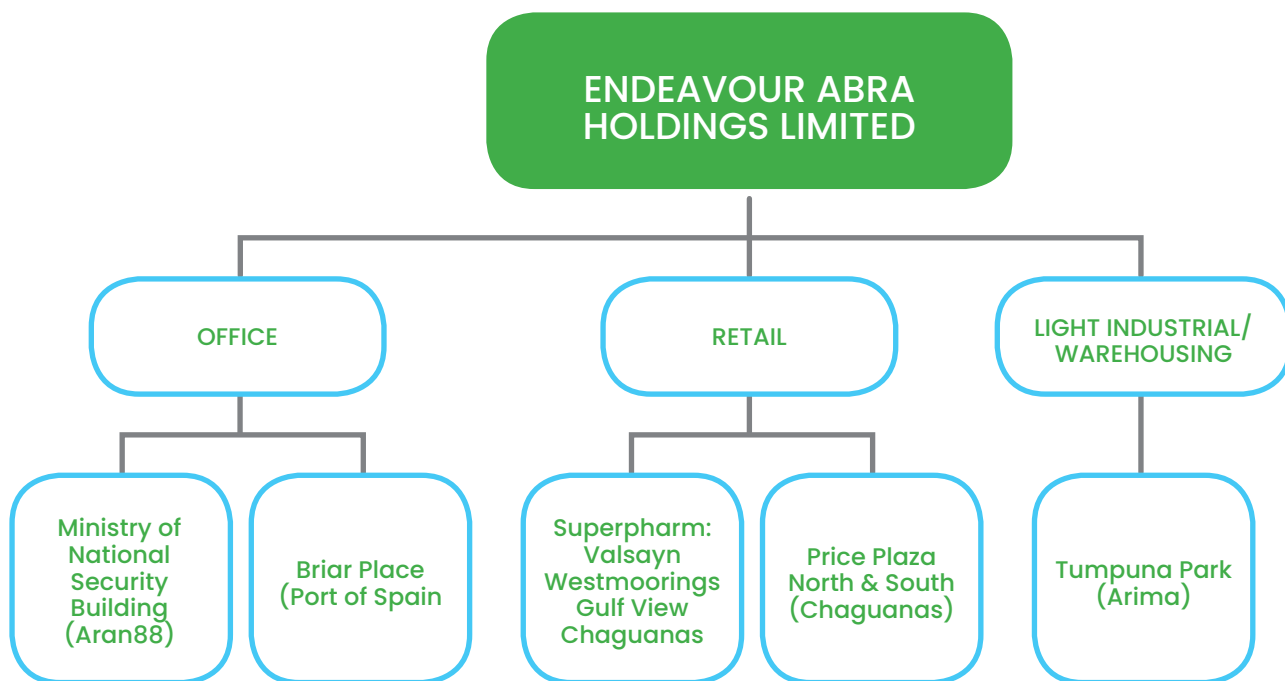 ENDEAVOUR ABRA
HOLDINGS LIMITED
OFFICE
RETAIL
LIGHT INDUSTRIAL/
WAREHOUSING
Ministry of
National
Security
Building
(Aran88)
Briar Place
(Port of Spain
Superpharm:
Valsayn
Westmoorings
Gulf View
Chaguanas
Price Plaza
North & South
(Chaguanas)
Tumpuna Park
(Arima)